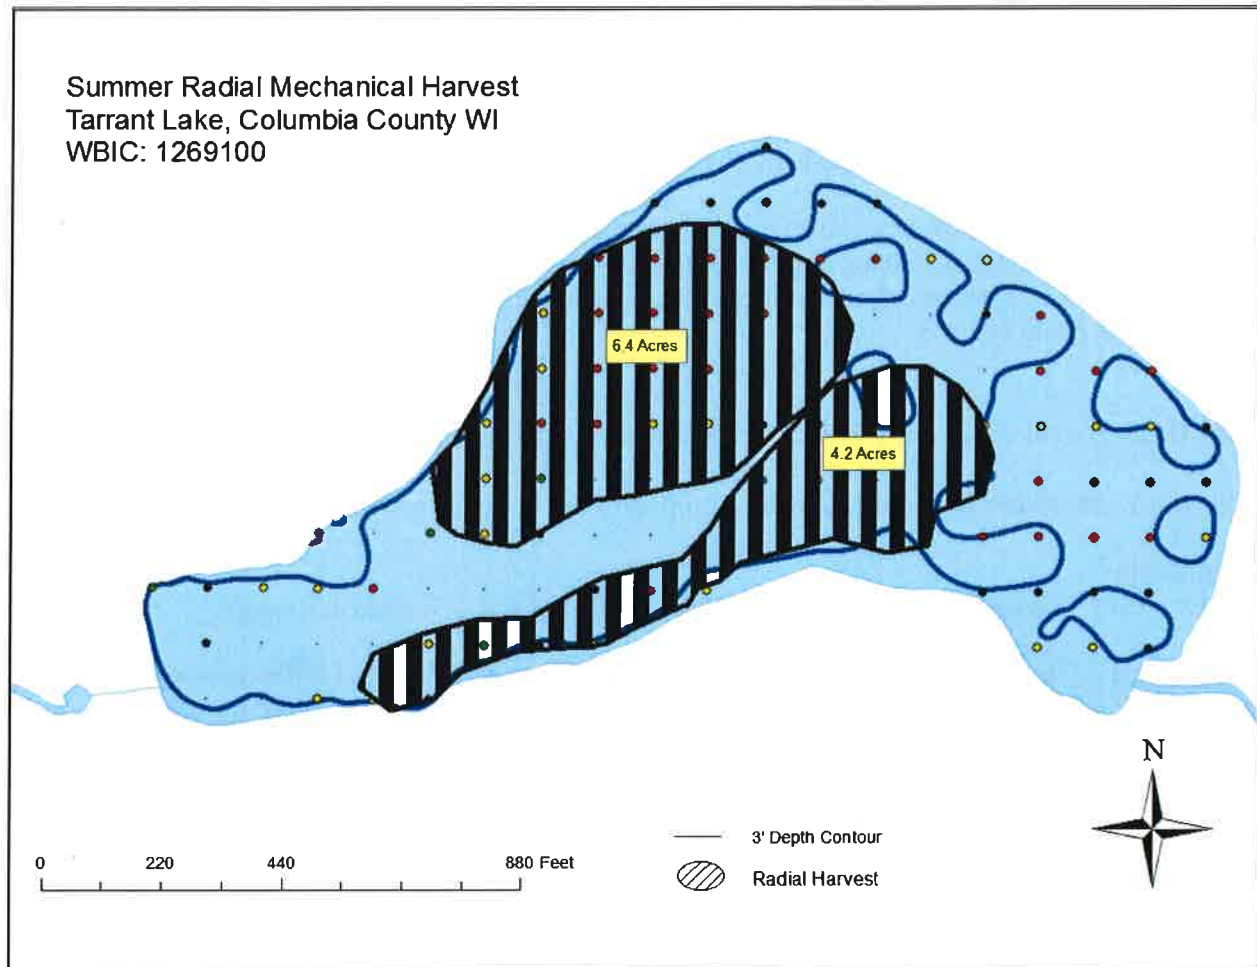 Summer Radial Mechanical Harvest
Tarrant Lake, Columbia County WI
WBIC: 1269100
6.4 Acres
4.2 Acres
N
3' Depth Contour
Radial Harvest
0 220 440 880 Feet